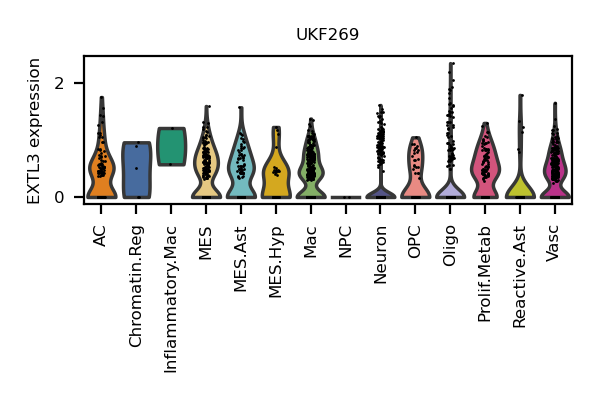 UKF269
EXTL3 expression
2
0
AC
Chromatin.Reg
Inflammatory.Mac
MES
MES.Ast
MES.Hyp
Mac
NPC
Neuron
OPC
Oligo
Prolif.Metab
Reactive.Ast
Vasc